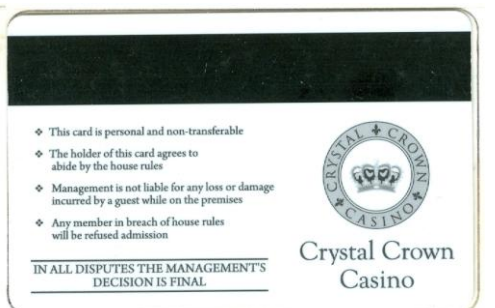 ❖ This card is personal and non-transferable
❖ The holder of this card agrees to
abide by the house rules
❖ Management is not liable for any loss or damage
incurred by a guest while on the premises
❖ Any member in breach of house rules
will be refused admission
IN ALL DISPUTES THE MANAGEMENT'S
DECISION IS FINAL
CRYSTAL CROWN
CASINO
Crystal Crown
Casino